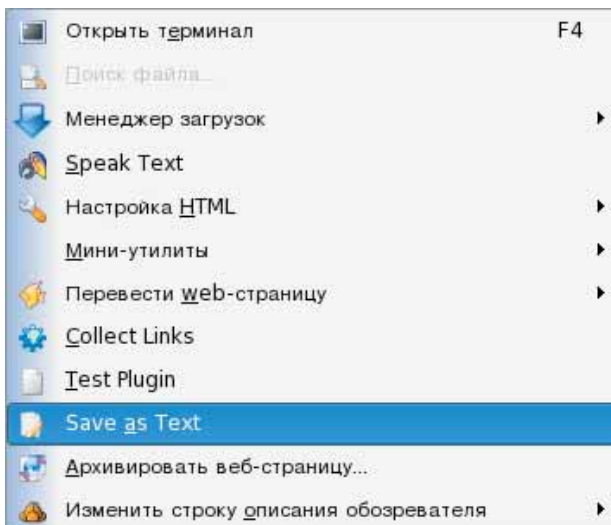 Открыть терминал F4
Поиск файла...
Менеджер загрузок
Speak Text
Настройка HTML
Мини-утилиты
Перевести web-страницу
Collect Links
Test Plugin
Save as Text
Архивировать веб-страницу...
Изменить строку описания обозревателя